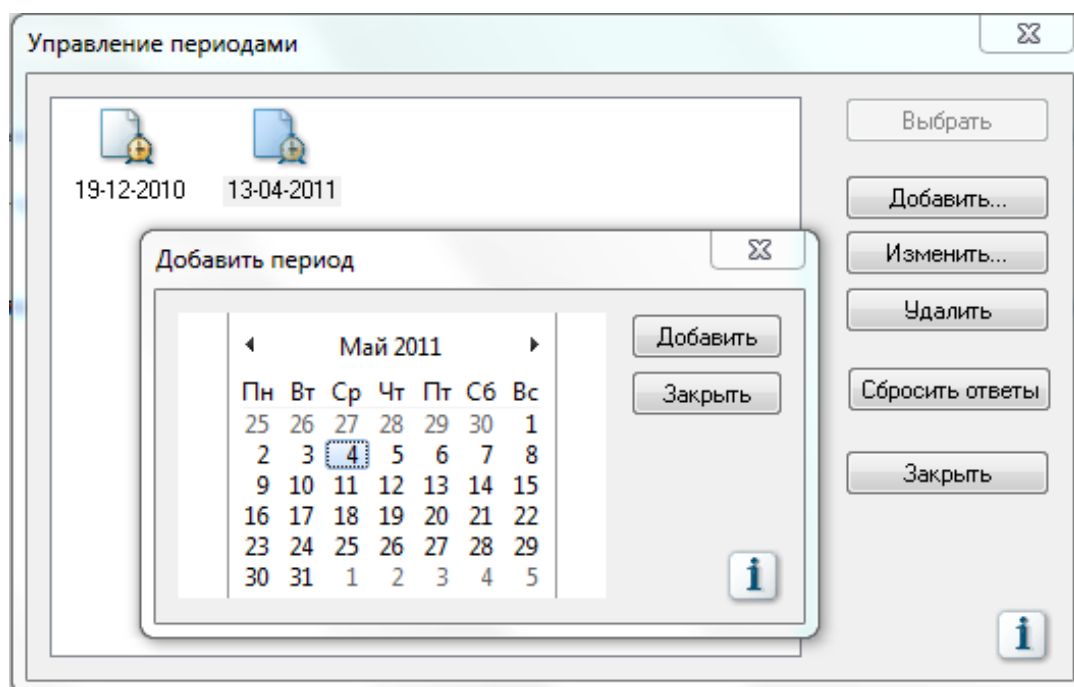 Управление периодами
Выбрать
19-12-2010 13-04-2011
Добавить...
Изменить...
Удалить
Сбросить ответы
Закрыть
Добавить период
Май 2011
Пн Вт Ср Чт Пт Сб Вс
25 26 27 28 29 30 1
2 3 4 5 6 7 8
9 10 11 12 13 14 15
16 17 18 19 20 21 22
23 24 25 26 27 28 29
30 31 1 2 3 4 5
Добавить
Закрыть